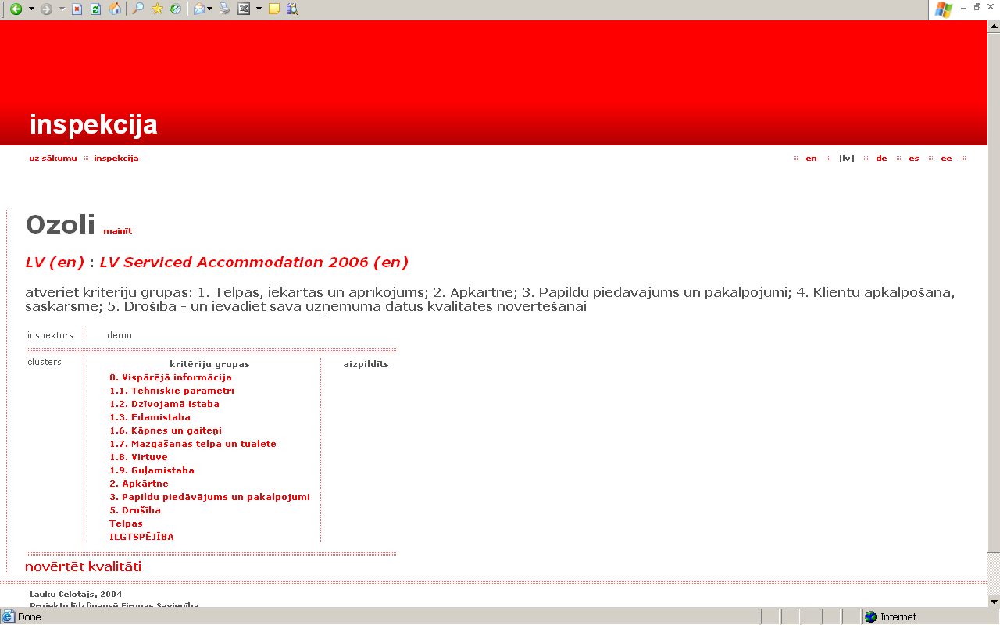 inspekcija
uz sākumu inspekcija en [lv] de es ee
Ozoli mainīt
LV (en) : LV Serviced Accommodation 2006 (en)
atveriet kritēriju grupas: 1. Telpas, iekārtas un aprīkojums; 2. Apkārtne; 3. Papildu piedāvājums un pakalpojumi; 4. Klientu apkalpošana,
saskarsme; 5. Drošība - un ievadiet sava uzņēmuma datus kvalitātes novērtēšanai
inspektors demo
clusters kritēriju grupas aizpildīts
0. Vispārējā informācija
1.1. Tehniskie parametri
1.2. Dzīvojamā istaba
1.3. Ēdamistaba
1.6. Kāpnes un gaiteņi
1.7. Mazgāšanās telpa un tualete
1.8. Virtuve
1.9. Guļamistaba
2. Apkārtne
3. Papildu piedāvājums un pakalpojumi
5. Drošība
Telpas
ILGTSPĒJĪBA
novērtēt kvalitāti
Lauku Celotajs, 2004
Projektu līdzfinansē Eiropas Savienība
Done Internet